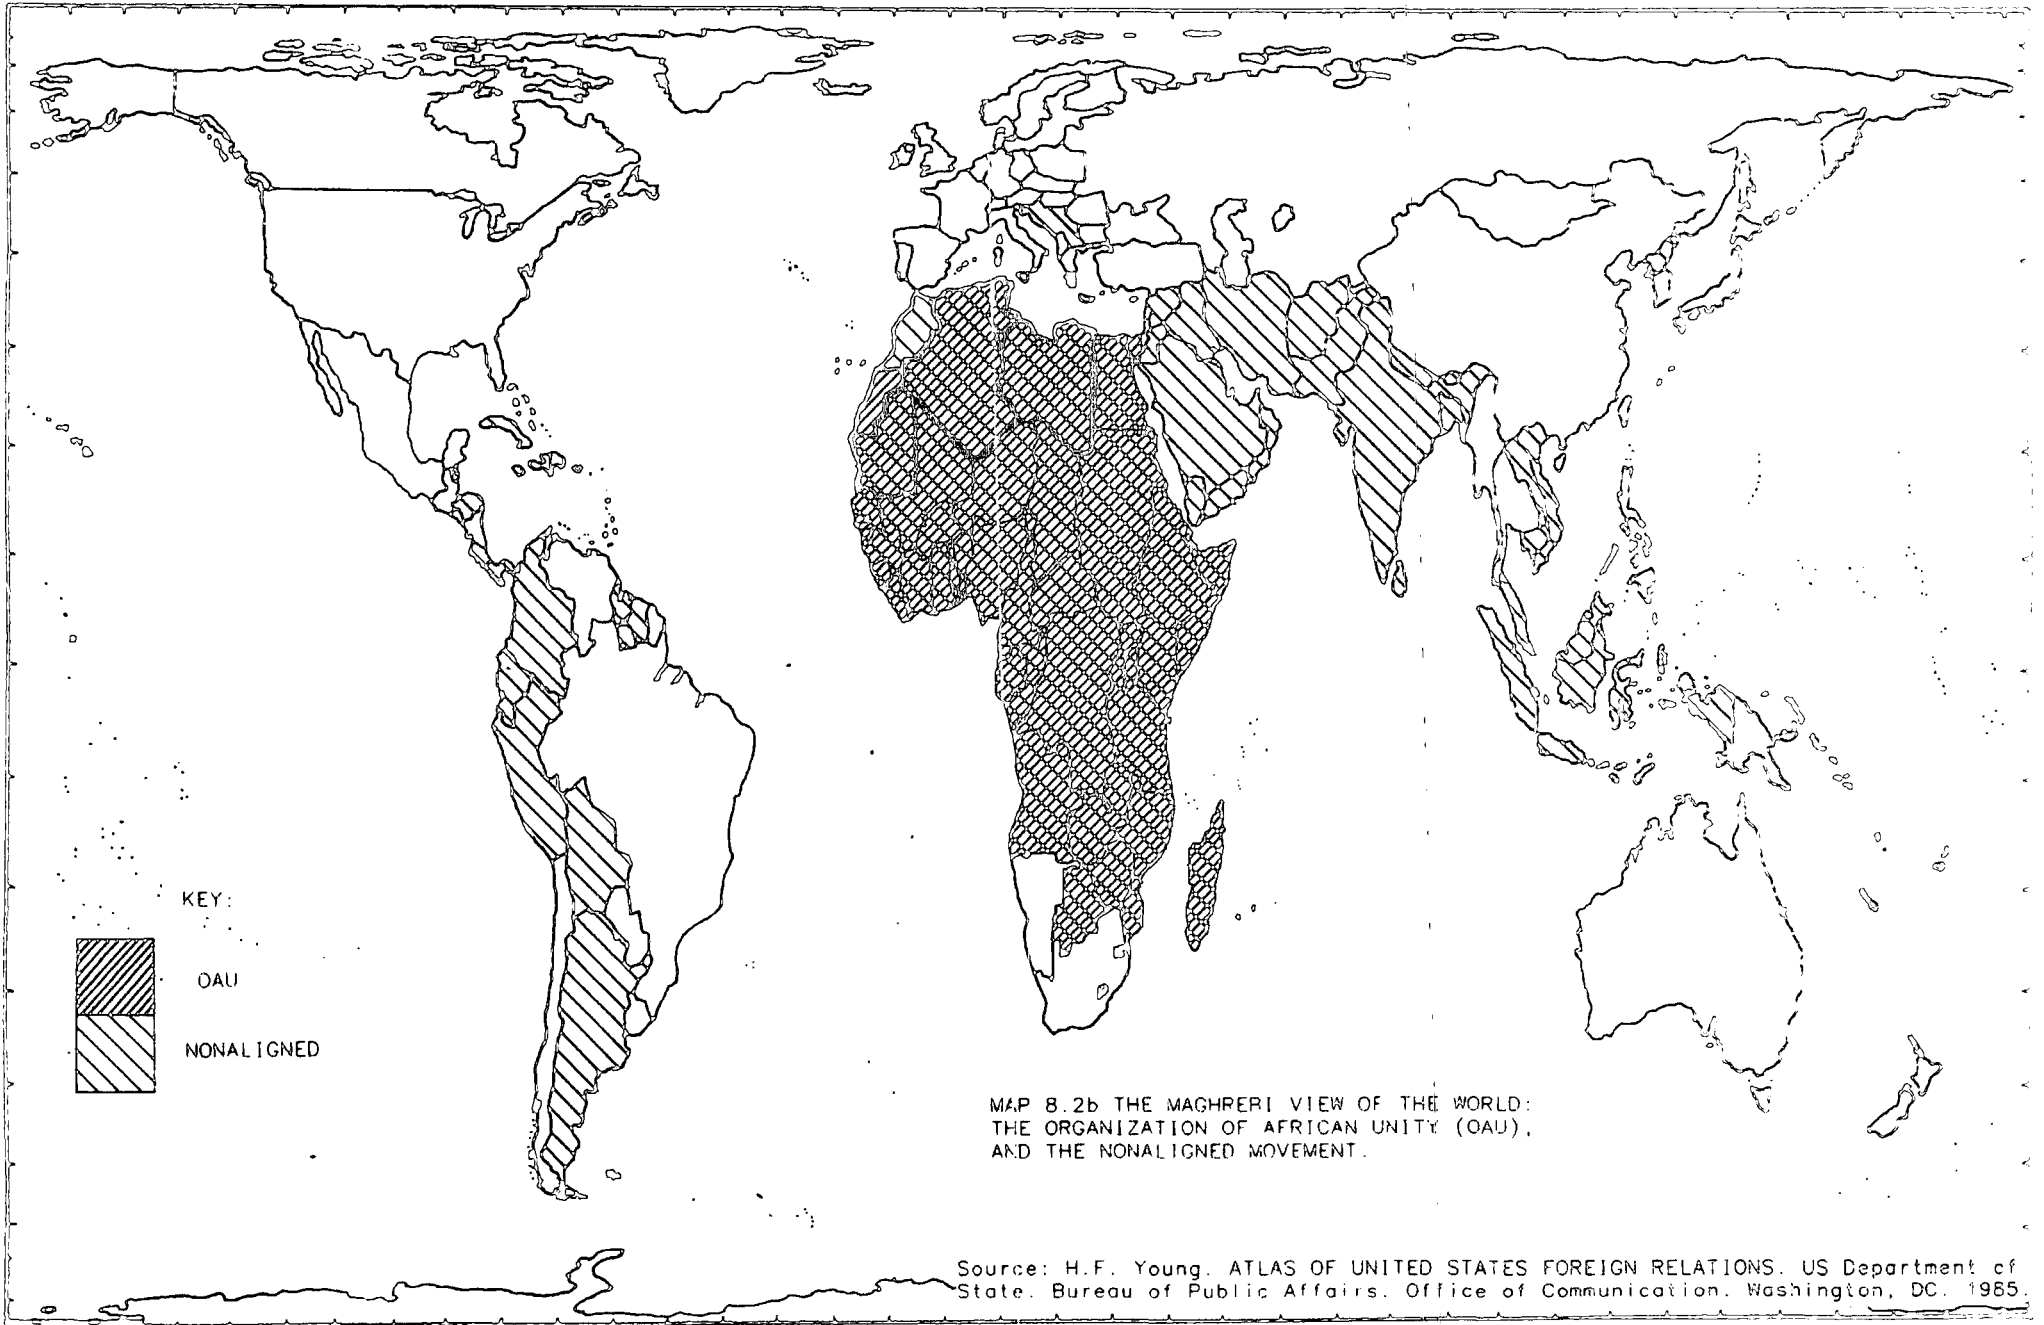 KEY:
OAU
NONALIGNED
MAP 8.2b THE MAGHRERI VIEW OF THE WORLD:
THE ORGANIZATION OF AFRICAN UNITY (OAU),
AND THE NONALIGNED MOVEMENT.
Source: H.F. Young. ATLAS OF UNITED STATES FOREIGN RELATIONS. US Department of
State. Bureau of Public Affairs. Office of Communication. Washington, DC. 1985.